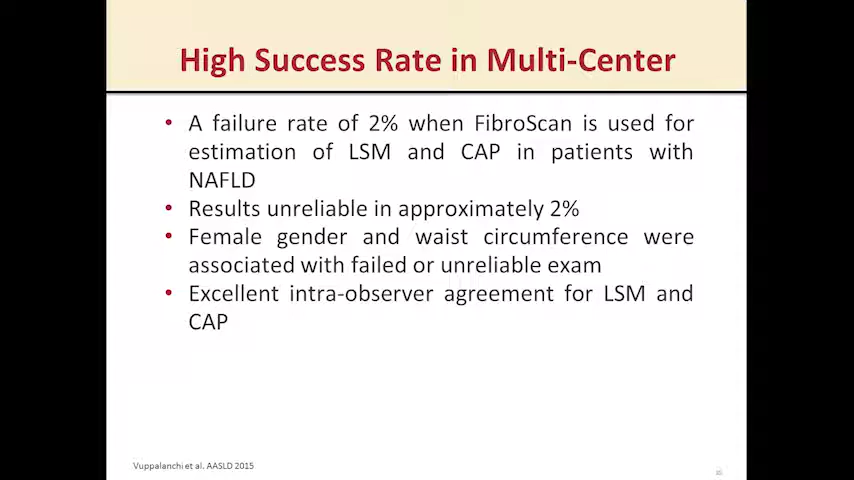 High Success Rate in Multi-Center
• A failure rate of 2% when FibroScan is used for
estimation of LSM and CAP in patients with
NAFLD
• Results unreliable in approximately 2%
• Female gender and waist circumference were
associated with failed or unreliable exam
• Excellent intra-observer agreement for LSM and
CAP
Vuppalanchi et al. AASLD 2015